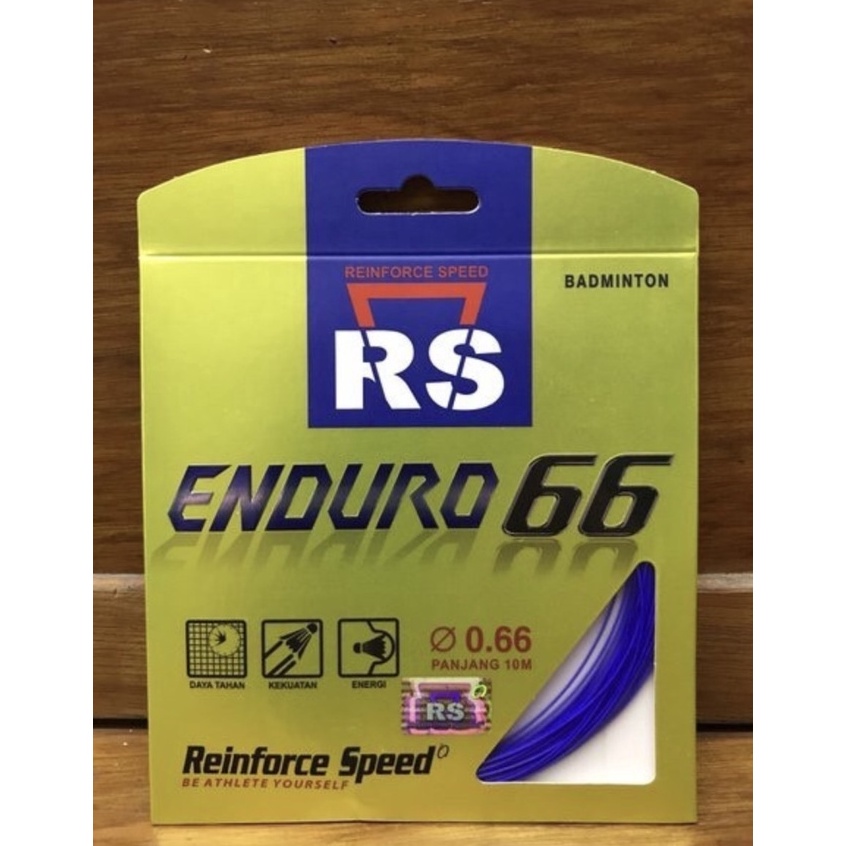 REINFORCE SPEED
RS
BADMINTON
ENDURO 66
DAYA TAHAN
KEKUATAN
ENERGI
Ø 0.66
PANJANG 10M
RS
Reinforce Speed
BE ATHLETE YOURSELF